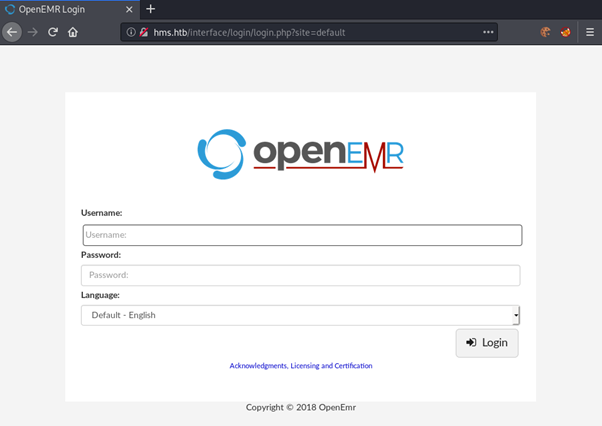 OpenEMR Login
hms.htb/interface/login/login.php?site=default
openEMR
Username:
Username:
Password:
Password:
Language:
Default - English
Login
Acknowledgments, Licensing and Certification
Copyright © 2018 OpenEmr